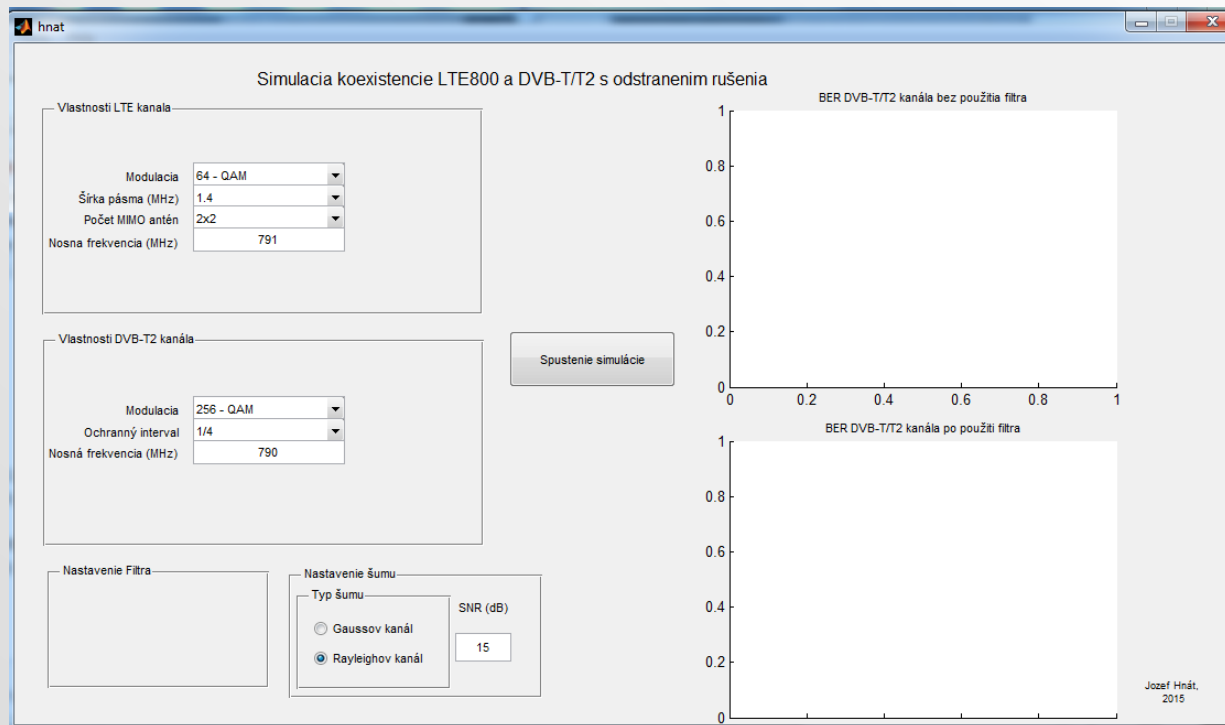 hnat
Simulacia koexistencie LTE800 a DVB-T/T2 s odstranenim rušenia
Vlastnosti LTE kanala
Modulacia 64 - QAM
Šírka pásma (MHz) 1.4
Počet MIMO antén 2x2
Nosna frekvencia (MHz) 791
Vlastnosti DVB-T2 kanála
Modulacia 256 - QAM
Ochranný interval 1/4
Nosná frekvencia (MHz) 790
Nastavenie Filtra
Nastavenie šumu
Typ šumu
Gaussov kanál
Rayleighov kanál
SNR (dB)
15
Spustenie simulácie
BER DVB-T/T2 kanála bez použitia filtra
1
0.8
0.6
0.4
0.2
0
0 0.2 0.4 0.6 0.8 1
BER DVB-T/T2 kanála po použiti filtra
1
0.8
0.6
0.4
0.2
0
Jozef Hnát,
2015